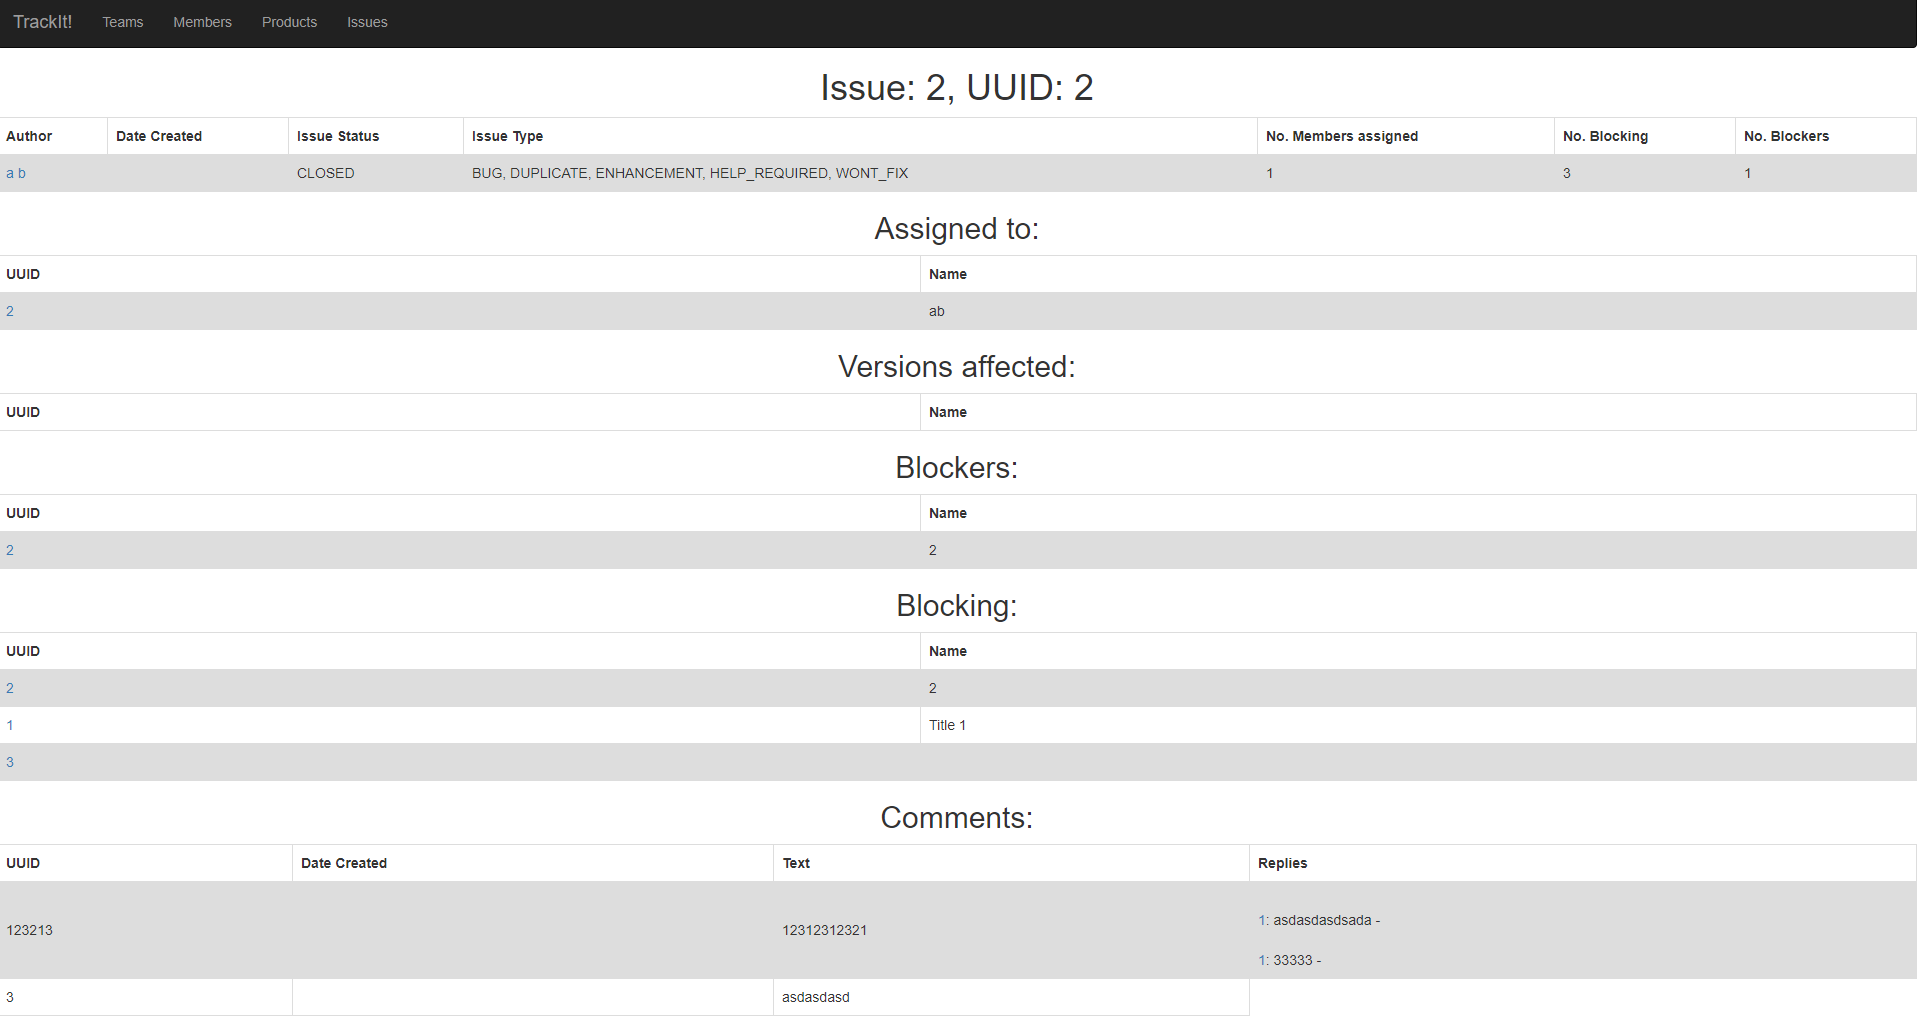 TrackIt! Teams Members Products Issues
Issue: 2, UUID: 2
Author Date Created Issue Status Issue Type No. Members assigned No. Blocking No. Blockers
a b CLOSED BUG, DUPLICATE, ENHANCEMENT, HELP_REQUIRED, WONT_FIX 1 3 1
Assigned to:
UUID Name
2 ab
Versions affected:
UUID Name
Blockers:
UUID Name
2 2
Blocking:
UUID Name
2 2
1 Title 1
3
Comments:
UUID Date Created Text Replies
1: asdasdasdsada -
123213 12312312321
1: 33333 -
3 asdasdasd